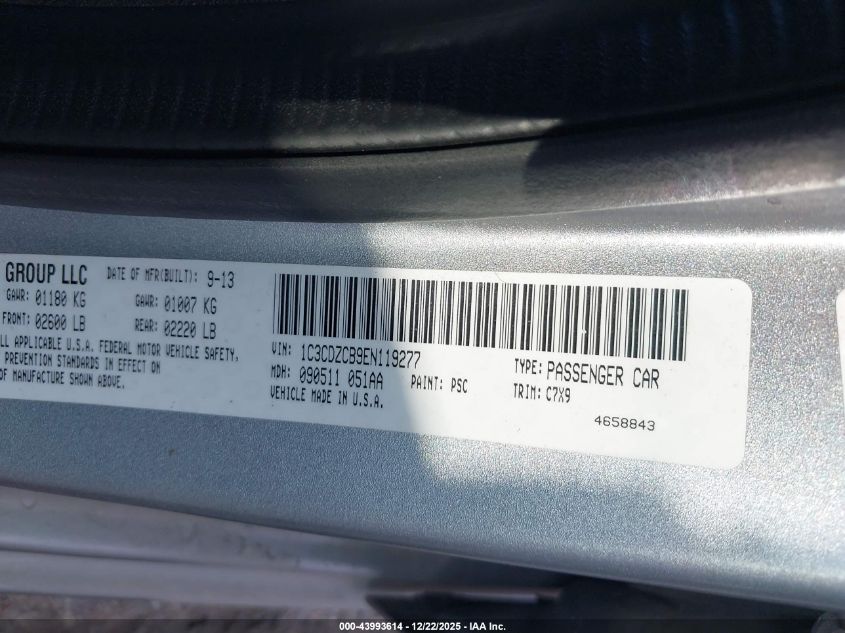 GROUP LLC DATE OF MFR(BUILT): 9-13
GAWR: 01180 KG GAWR: 01007 KG
FRONT: 02600 LB REAR: 02220 LB
ALL APPLICABLE U.S.A. FEDERAL MOTOR VEHICLE SAFETY,
PREVENTION STANDARDS IN EFFECT ON
OF MANUFACTURE SHOWN ABOVE.
VIN: 1C3CDZCB9EN119277 TYPE: PASSENGER CAR
MDH: 090511 051AA PAINT: PSC TRIM: C7X9
VEHICLE MADE IN U.S.A.
4658843
000-43993614 - 12/22/2025 - IAA Inc.